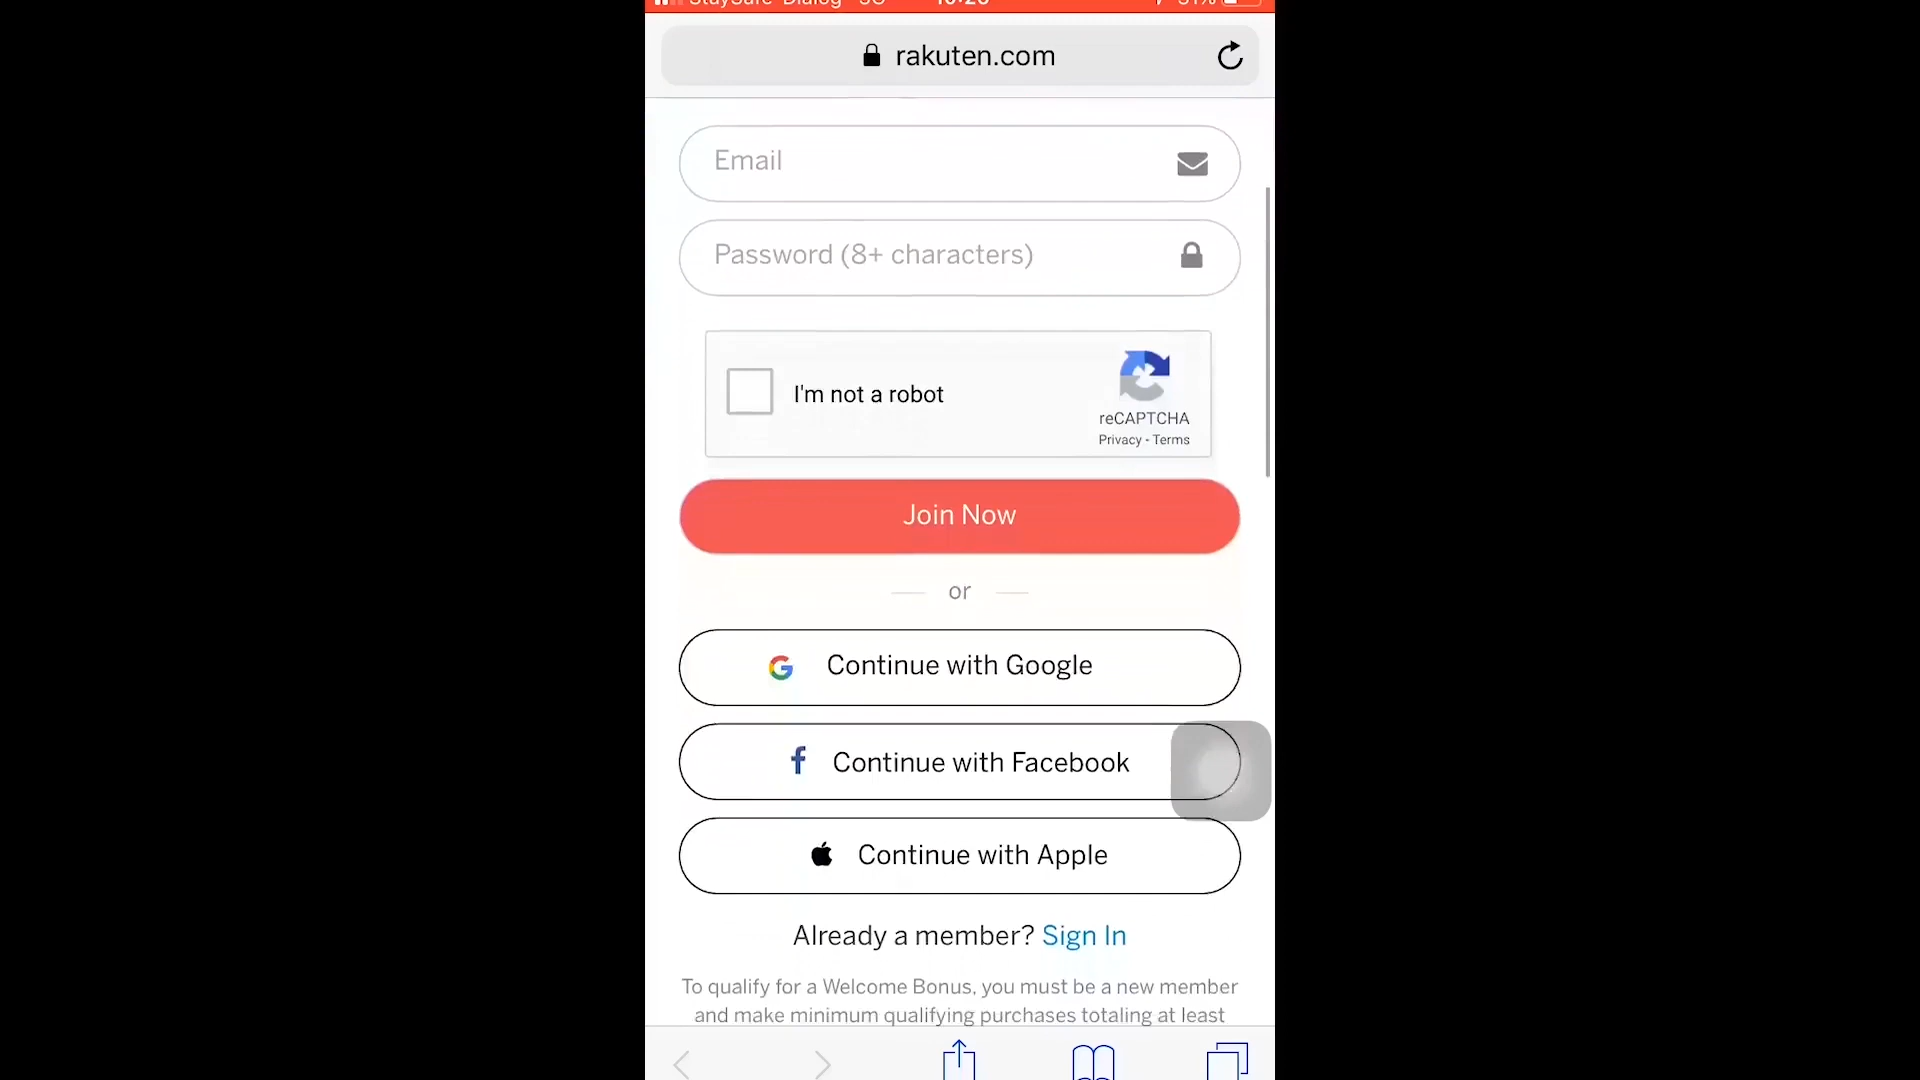 rakuten.com
Email
Password (8+ characters)
I'm not a robot
reCAPTCHA
Privacy - Terms
Join Now
or
Continue with Google
Continue with Facebook
Continue with Apple
Already a member? Sign In
To qualify for a Welcome Bonus, you must be a new member
and make minimum qualifying purchases totaling at least